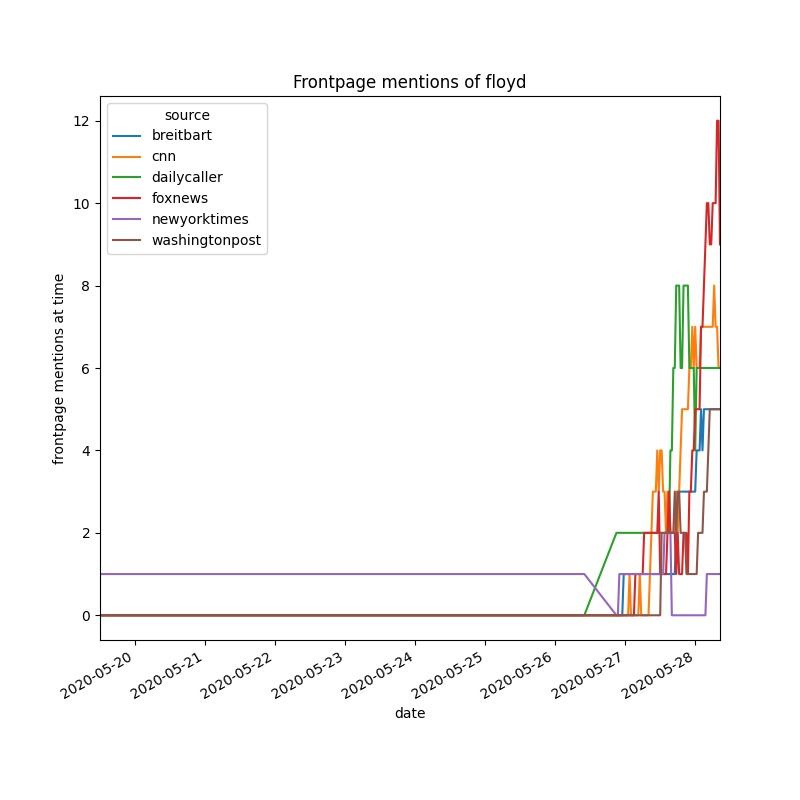 Frontpage mentions of floyd
source
breitbart
cnn
dailycaller
foxnews
newyorktimes
washingtonpost
frontpage mentions at time
12
10
8
6
4
2
0
2020-05-20
2020-05-21
2020-05-22
2020-05-23
2020-05-24
2020-05-25
2020-05-26
2020-05-27
2020-05-28
date